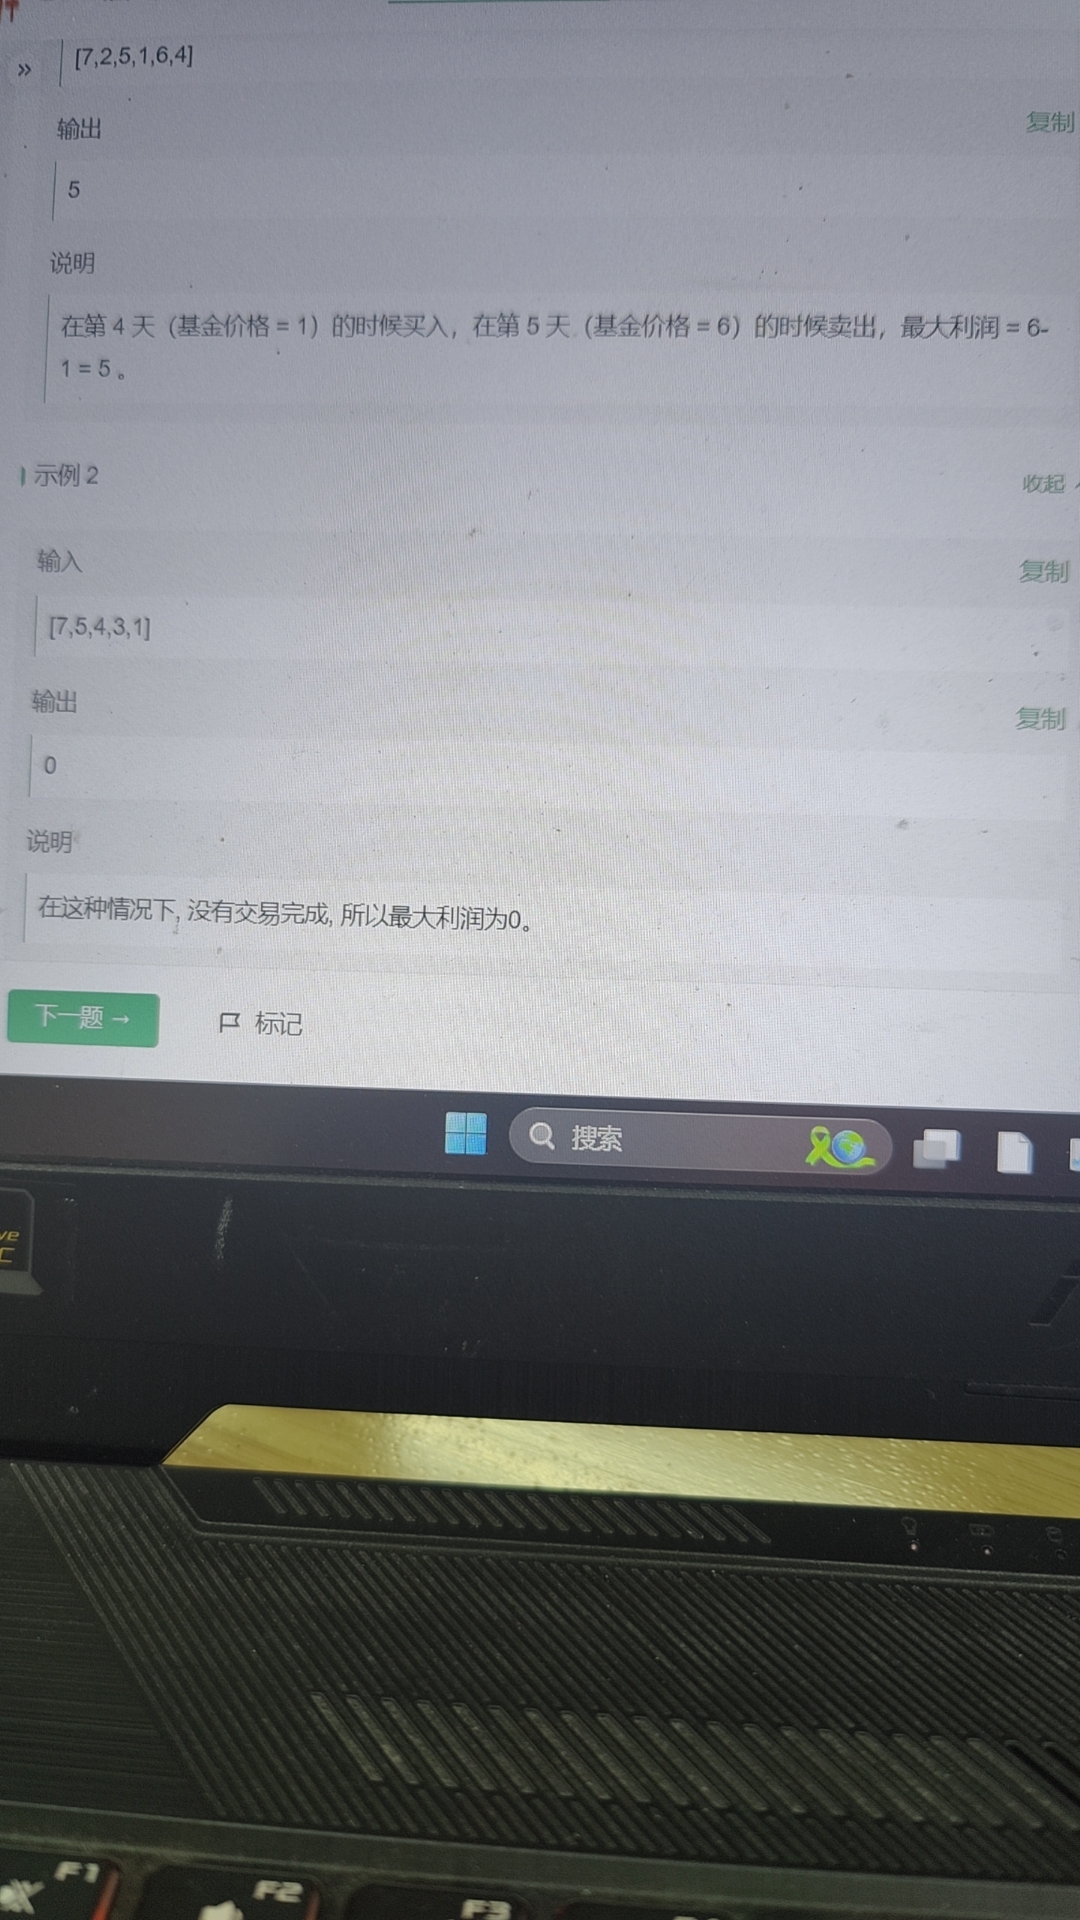 »
[7,2,5,1,6,4]
输出
复制
5
说明
在第 4 天（基金价格 = 1）的时候买入，在第 5 天（基金价格 = 6）的时候卖出，最大利润 = 6-
1 = 5 。
示例 2
收起
输入
复制
[7,5,4,3,1]
输出
复制
0
说明
在这种情况下, 没有交易完成, 所以最大利润为0。
下一题 →
标记
搜索
F1
F2
F3